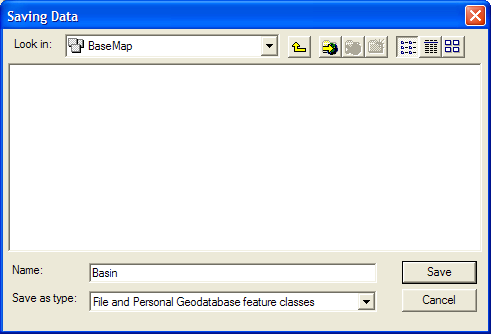 Saving Data
Look in: BaseMap
Name: Basin
Save
Save as type: File and Personal Geodatabase feature classes
Cancel